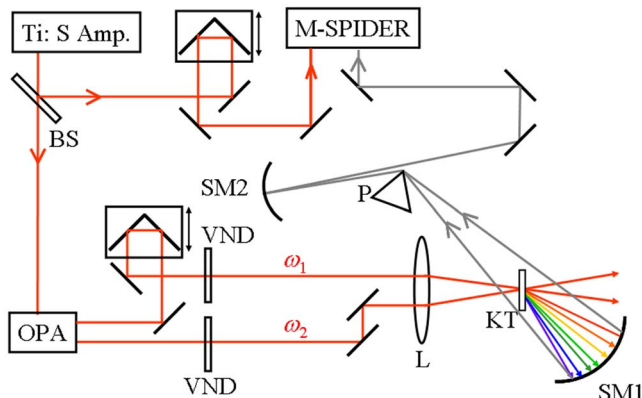 Ti: S Amp.
M-SPIDER
BS
SM2
P
VND
ω1
OPA
ω2
KT
VND
L
SM1